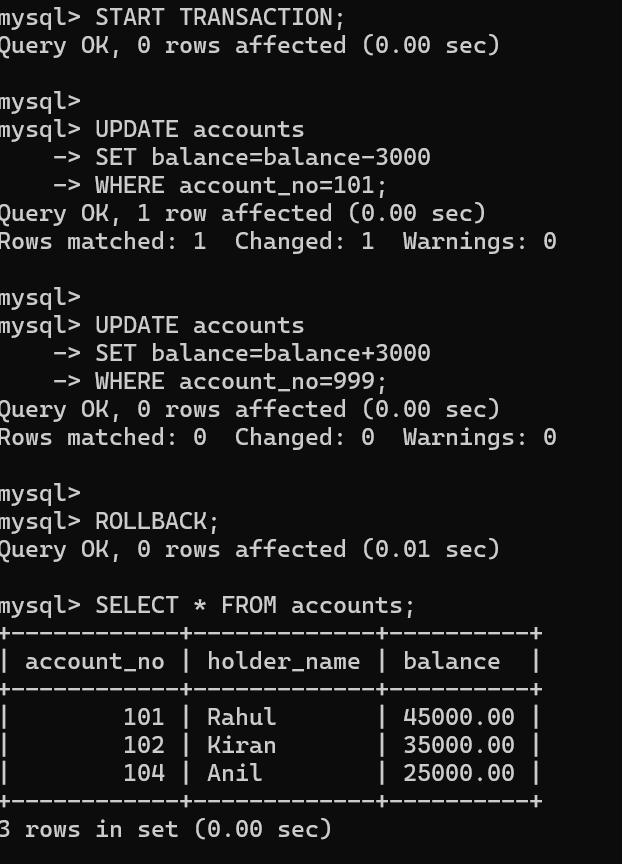 mysql> START TRANSACTION;
Query OK, 0 rows affected (0.00 sec)
mysql>
mysql> UPDATE accounts
    -> SET balance=balance-3000
    -> WHERE account_no=101;
Query OK, 1 row affected (0.00 sec)
Rows matched: 1  Changed: 1  Warnings: 0
mysql>
mysql> UPDATE accounts
    -> SET balance=balance+3000
    -> WHERE account_no=999;
Query OK, 0 rows affected (0.00 sec)
Rows matched: 0  Changed: 0  Warnings: 0
mysql>
mysql> ROLLBACK;
Query OK, 0 rows affected (0.01 sec)
mysql> SELECT * FROM accounts;
+------------+-------------+----------+
| account_no | holder_name | balance  |
+------------+-------------+----------+
|        101 | Rahul       | 45000.00 |
|        102 | Kiran       | 35000.00 |
|        104 | Anil        | 25000.00 |
+------------+-------------+----------+
3 rows in set (0.00 sec)